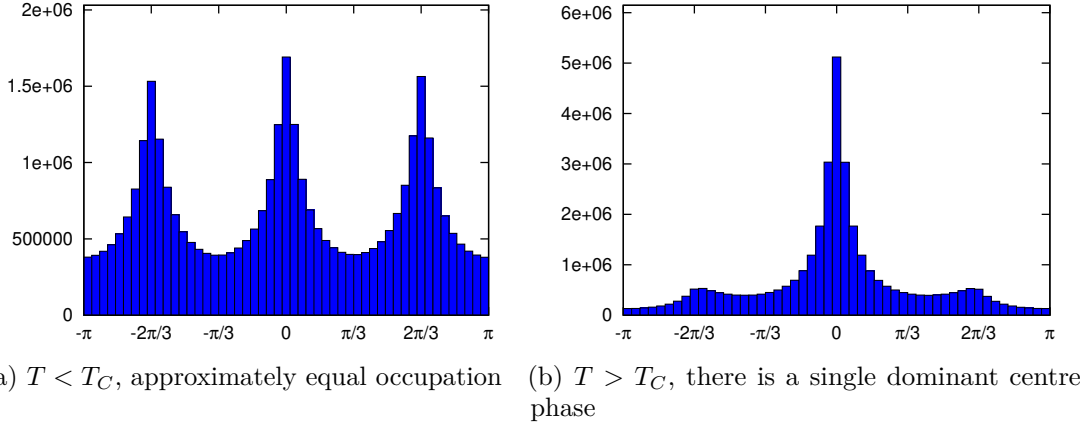 2e+06
1.5e+06
1e+06
500000
0
-π -2π/3 -π/3 0 π/3 2π/3 π
6e+06
5e+06
4e+06
3e+06
2e+06
1e+06
0
-π -2π/3 -π/3 0 π/3 2π/3 π
) T < T_C, approximately equal occupation
(b) T > T_C, there is a single dominant centre
phase